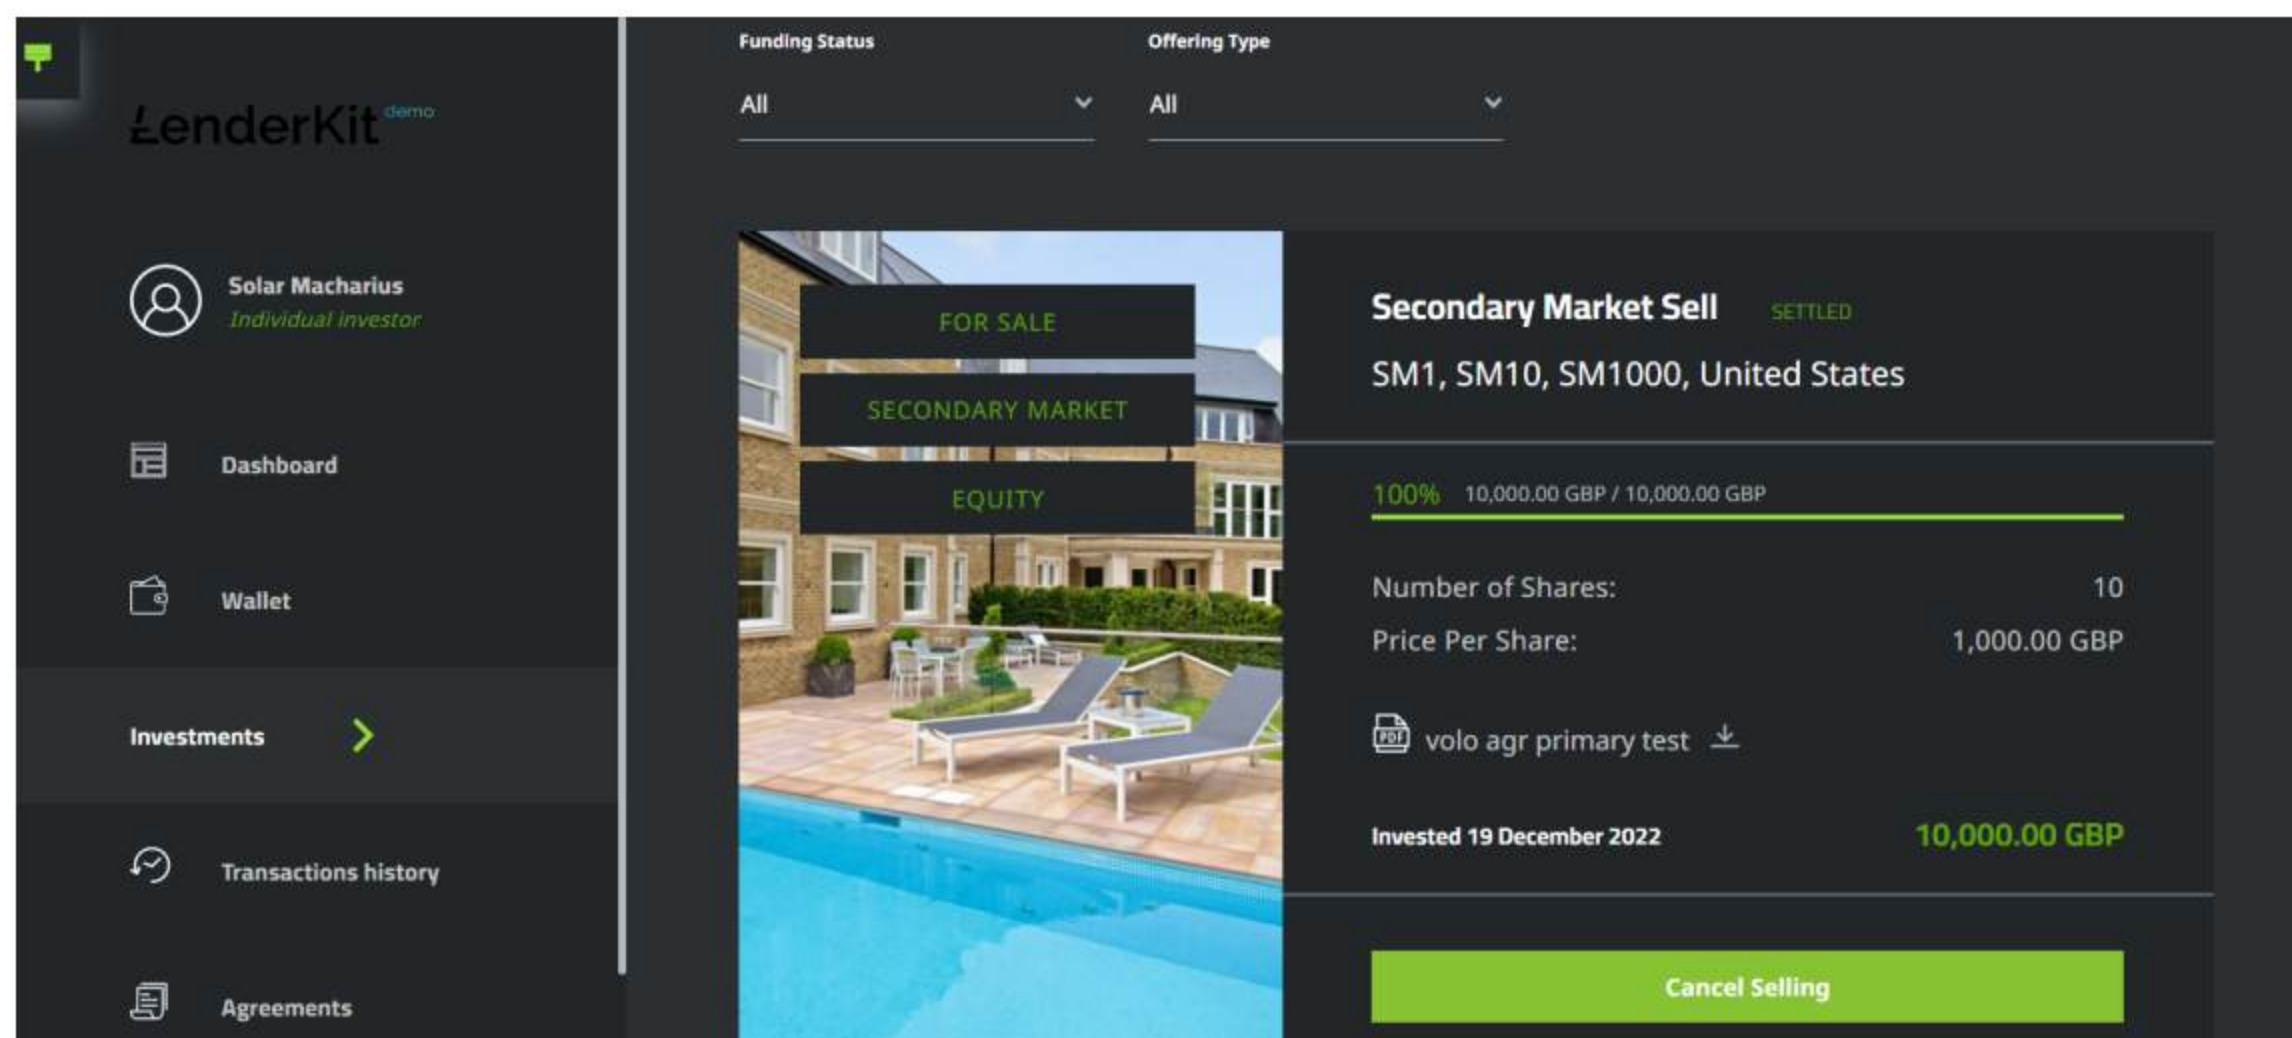 LenderKit demo
Solar Macharius
Individual investor
Dashboard
Wallet
Investments
Transactions history
Agreements
Funding Status
Offering Type
All
All
FOR SALE
SECONDARY MARKET
EQUITY
Secondary Market Sell SETTLED
SM1, SM10, SM1000, United States
100% 10,000.00 GBP / 10,000.00 GBP
Number of Shares: 10
Price Per Share: 1,000.00 GBP
PDF volo agr primary test
Invested 19 December 2022 10,000.00 GBP
Cancel Selling